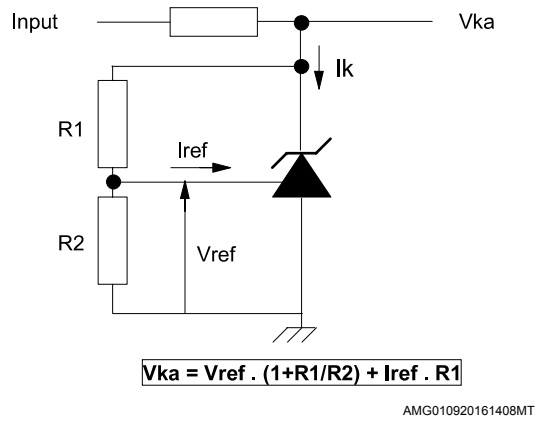 Input
Vka
Ik
R1
Iref
R2
Vref
Vka = Vref . (1+R1/R2) + Iref . R1
AMG010920161408MT